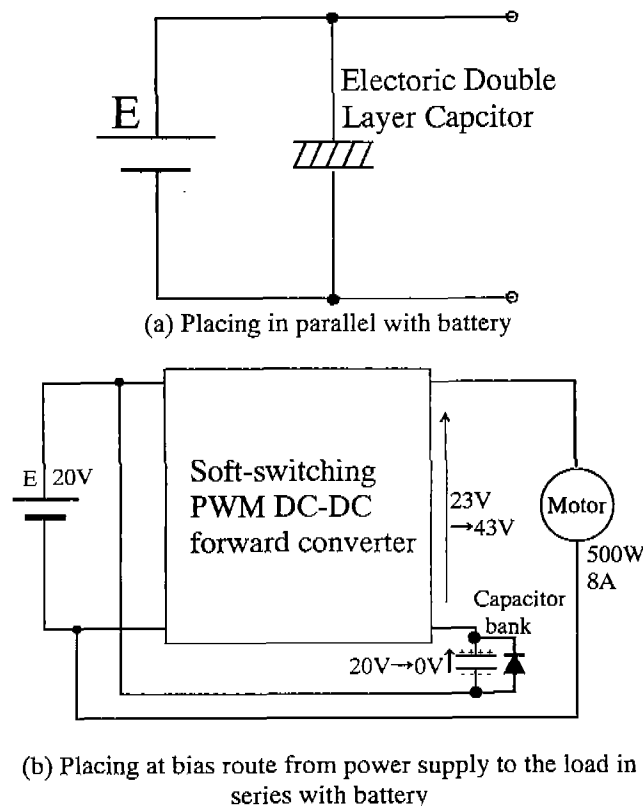 E
Electoric Double
Layer Capcitor
(a) Placing in parallel with battery
E 20V
Soft-switching
PWM DC-DC
forward converter
23V
→43V
Motor
500W
8A
Capacitor
bank
20V→0V
(b) Placing at bias route from power supply to the load in
series with battery